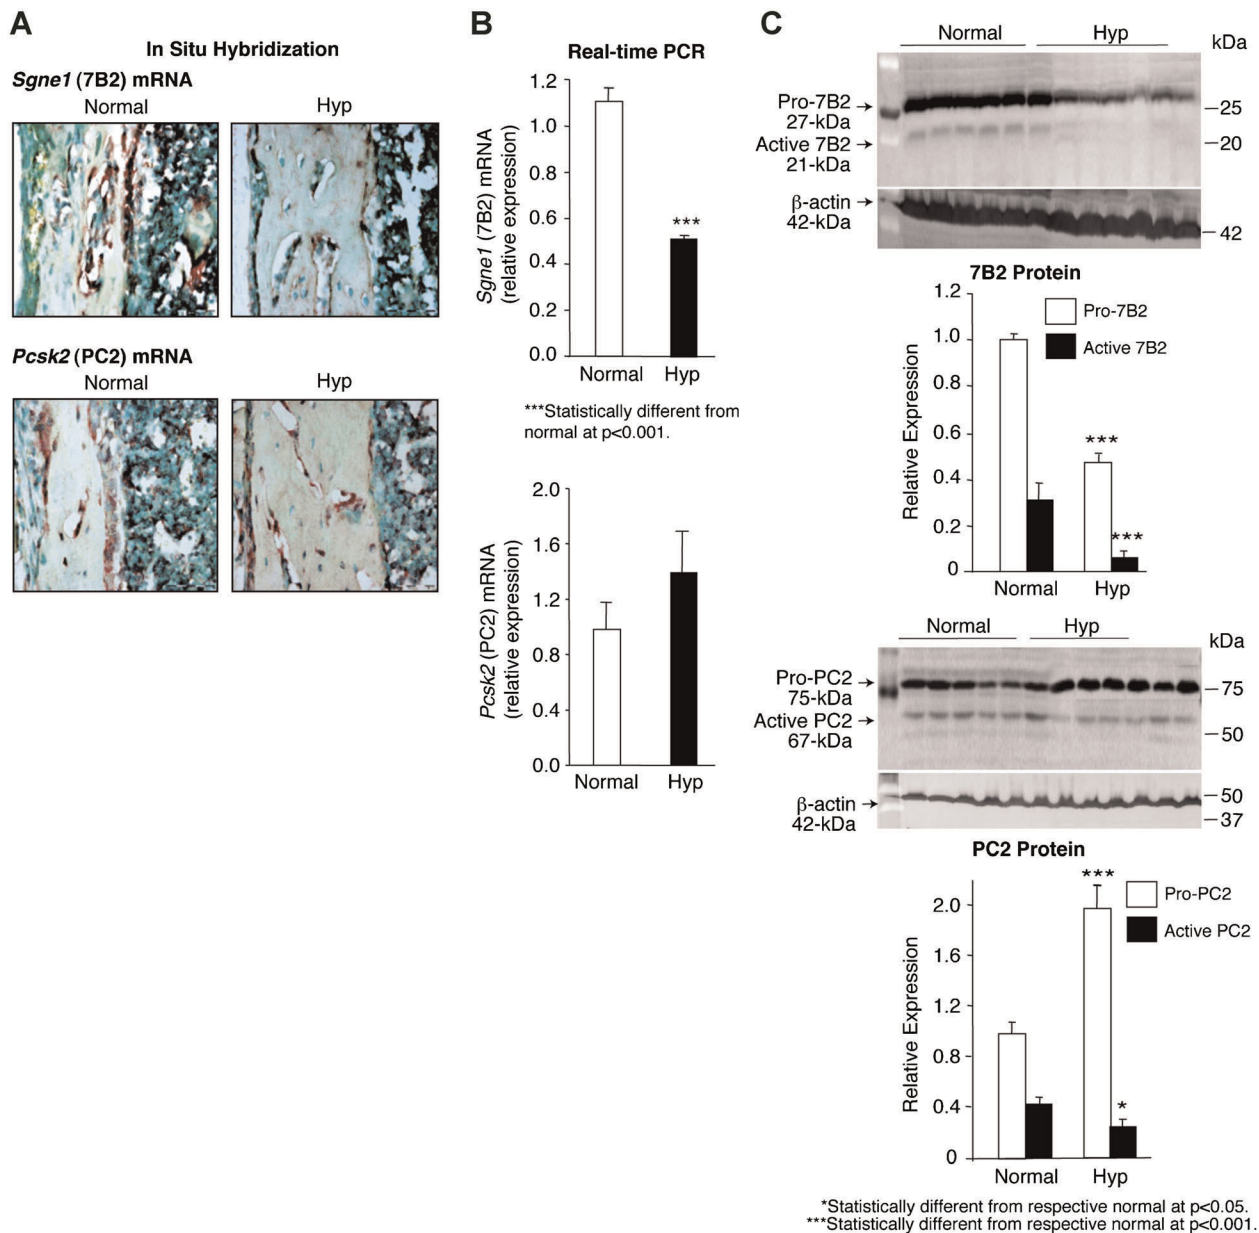 A
In Situ Hybridization
Sgne1 (7B2) mRNA
Normal
Hyp
Pcsk2 (PC2) mRNA
Normal
Hyp
B
Real-time PCR
Sgne1 (7B2) mRNA
(relative expression)
1.2
1.0
0.8
0.6
0.4
0.2
0.0
***
Normal
Hyp
***Statistically different from
normal at p<0.001.
Pcsk2 (PC2) mRNA
(relative expression)
2.0
1.6
1.2
0.8
0.4
0.0
Normal
Hyp
C
Normal
Hyp
kDa
Pro-7B2
27-kDa
Active 7B2
21-kDa
β-actin
42-kDa
25
20
42
7B2 Protein
Relative Expression
1.2
1.0
0.8
0.6
0.4
0.2
0
Pro-7B2
Active 7B2
***
***
Normal
Hyp
Normal
Hyp
kDa
Pro-PC2
75-kDa
Active PC2
67-kDa
β-actin
42-kDa
75
50
50
37
PC2 Protein
Relative Expression
2.0
1.6
1.2
0.8
0.4
0
Pro-PC2
Active PC2
***
*
Normal
Hyp
*Statistically different from respective normal at p<0.05.
***Statistically different from respective normal at p<0.001.